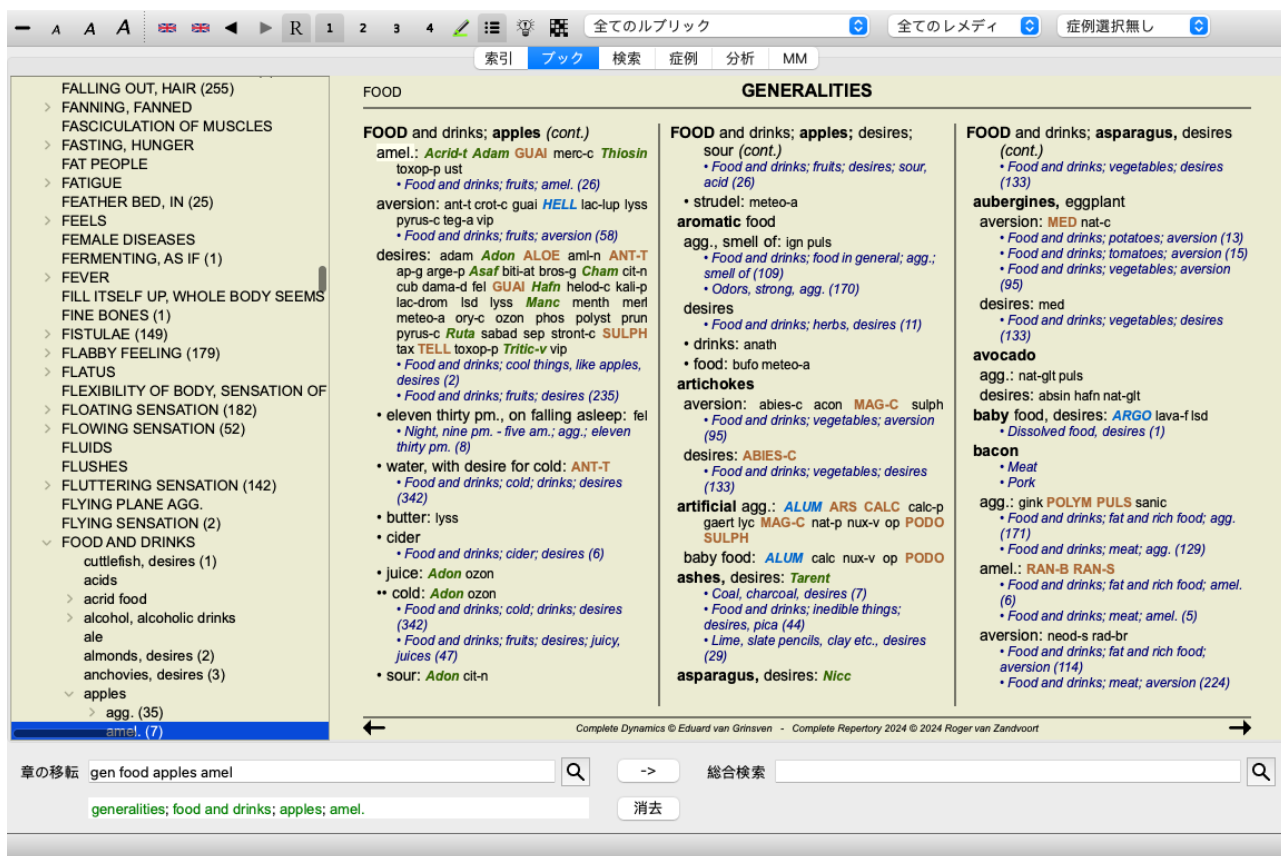 A A A R 1 2 3 4 全てのルブリック 全てのレメディ 症例選択無し
索引 ブック 検索 症例 分析 MM
FALLING OUT, HAIR (255)
FANNING, FANNED
FASCICULATION OF MUSCLES
FASTING, HUNGER
FAT PEOPLE
FATIGUE
FEATHER BED, IN (25)
FEELS
FEMALE DISEASES
FERMENTING, AS IF (1)
FEVER
FILL ITSELF UP, WHOLE BODY SEEMS
FINE BONES (1)
FISTULAE (149)
FLABBY FEELING (179)
FLATUS
FLEXIBILITY OF BODY, SENSATION OF
FLOATING SENSATION (182)
FLOWING SENSATION (52)
FLUIDS
FLUSHES
FLUTTERING SENSATION (142)
FLYING PLANE AGG.
FLYING SENSATION (2)
FOOD AND DRINKS
cuttlefish, desires (1)
acids
acrid food
alcohol, alcoholic drinks
ale
almonds, desires (2)
anchovies, desires (3)
apples
agg. (35)
amel. (7)
FOOD
GENERALITIES
FOOD and drinks; apples (cont.)
amel.: Acrid-t Adam GUAI merc-c Thiosin
toxop-p ust
• Food and drinks; fruits; amel. (26)
aversion: ant-t crot-c guai HELL lac-lup lyss
pyrus-c teg-a vip
• Food and drinks; fruits; aversion (58)
desires: adam Adon ALOE aml-n ANT-T
ap-g arge-p Asaf biti-at bros-g Cham cit-n
cub dama-d fel GUAI Hafn helod-c kali-p
lac-drom lsd lyss Manc menth merl
meteo-a ory-c ozon phos polyst prun
pyrus-c Ruta sabad sep stront-c SULPH
tax TELL toxop-p Tritic-v vip
• Food and drinks; cool things, like apples,
desires (2)
• Food and drinks; fruits; desires (235)
• eleven thirty pm., on falling asleep: fel
• Night, nine pm. - five am.; agg.; eleven
thirty pm. (8)
• water, with desire for cold: ANT-T
• Food and drinks; cold; drinks; desires
(342)
• butter: lyss
• cider
• Food and drinks; cider; desires (6)
• juice: Adon ozon
•• cold: Adon ozon
• Food and drinks; cold; drinks; desires
(342)
• Food and drinks; fruits; desires; juicy,
juices (47)
• sour: Adon cit-n
FOOD and drinks; apples; desires;
sour (cont.)
• Food and drinks; fruits; desires; sour,
acid (26)
• strudel: meteo-a
aromatic food
agg., smell of: ign puls
• Food and drinks; food in general; agg.;
smell of (109)
• Odors, strong, agg. (170)
desires
• Food and drinks; herbs, desires (11)
• drinks: anath
• food: bufo meteo-a
artichokes
aversion: abies-c acon MAG-C sulph
• Food and drinks; vegetables; aversion
(95)
desires: ABIES-C
• Food and drinks; vegetables; desires
(133)
artificial agg.: ALUM ARS CALC calc-p
gaert lyc MAG-C nat-p nux-v op PODO
SULPH
baby food: ALUM calc nux-v op PODO
ashes, desires: Tarent
• Coal, charcoal, desires (7)
• Food and drinks; inedible things;
desires, pica (44)
• Lime, slate pencils, clay etc., desires
(29)
asparagus, desires: Nicc
FOOD and drinks; asparagus, desires
(cont.)
• Food and drinks; vegetables; desires
(133)
aubergines, eggplant
aversion: MED nat-c
• Food and drinks; potatoes; aversion (13)
• Food and drinks; tomatoes; aversion (15)
• Food and drinks; vegetables; aversion
(95)
desires: med
• Food and drinks; vegetables; desires
(133)
avocado
agg.: nat-glt puls
desires: absin hafn nat-glt
baby food, desires: ARGO lava-f lsd
• Dissolved food, desires (1)
bacon
• Meat
• Pork
agg.: gink POLYM PULS sanic
• Food and drinks; fat and rich food; agg.
(171)
• Food and drinks; meat; agg. (129)
amel.: RAN-B RAN-S
• Food and drinks; fat and rich food; amel.
(6)
• Food and drinks; meat; amel. (5)
aversion: neod-s rad-br
• Food and drinks; fat and rich food;
aversion (114)
• Food and drinks; meat; aversion (224)
Complete Dynamics © Eduard van Grinsven - Complete Repertory 2024 © 2024 Roger van Zandvoort
章の移転 gen food apples amel -> 総合検索
generalities; food and drinks; apples; amel. 消去